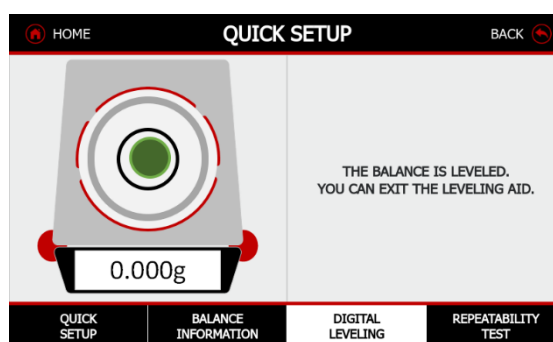 HOME
QUICK SETUP
BACK
THE BALANCE IS LEVELED.
YOU CAN EXIT THE LEVELING AID.
0.000g
QUICK
SETUP
BALANCE
INFORMATION
DIGITAL
LEVELING
REPEATABILITY
TEST